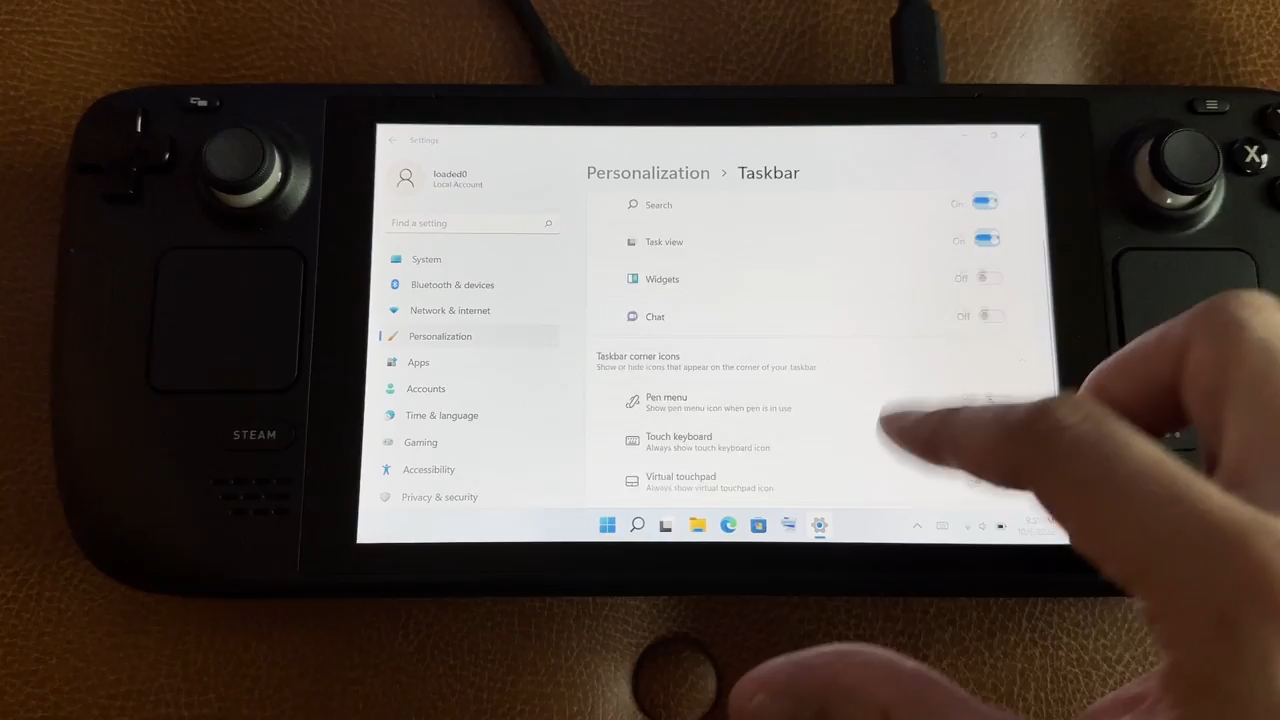 Settings
loaded0
Local Account
Find a setting
System
Bluetooth & devices
Network & internet
Personalization
Apps
Accounts
Time & language
Gaming
Accessibility
Privacy & security
Personalization › Taskbar
Search
On
Task view
On
Widgets
Off
Chat
Off
Taskbar corner icons
Show or hide icons that appear on the corner of your taskbar
Pen menu
Show pen menu icon when pen is in use
Touch keyboard
Always show touch keyboard icon
Virtual touchpad
Always show virtual touchpad icon
STEAM
X